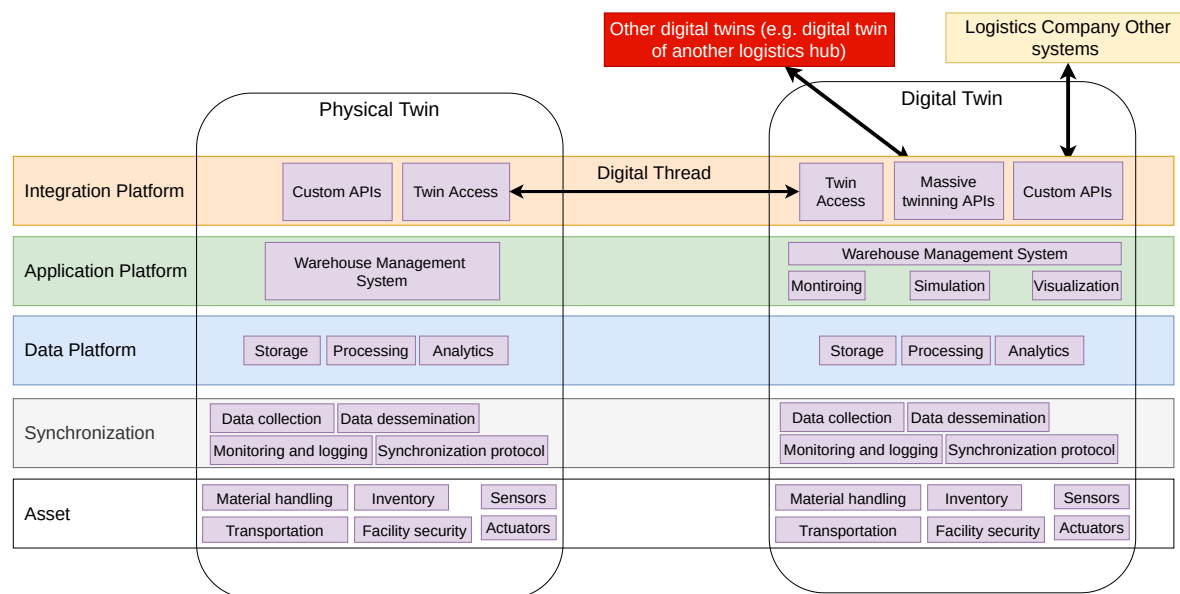 Other digital twins (e.g. digital twin
of another logistics hub)
Logistics Company Other
systems
Physical Twin
Digital Twin
Integration Platform
Custom APIs
Twin Access
Digital Thread
Twin
Access
Massive
twinning APIs
Custom APIs
Application Platform
Warehouse Management
System
Warehouse Management System
Montiroing
Simulation
Visualization
Data Platform
Storage
Processing
Analytics
Storage
Processing
Analytics
Synchronization
Data collection
Data dessemination
Monitoring and logging
Synchronization protocol
Data collection
Data dessemination
Monitoring and logging
Synchronization protocol
Asset
Material handling
Inventory
Sensors
Transportation
Facility security
Actuators
Material handling
Inventory
Sensors
Transportation
Facility security
Actuators